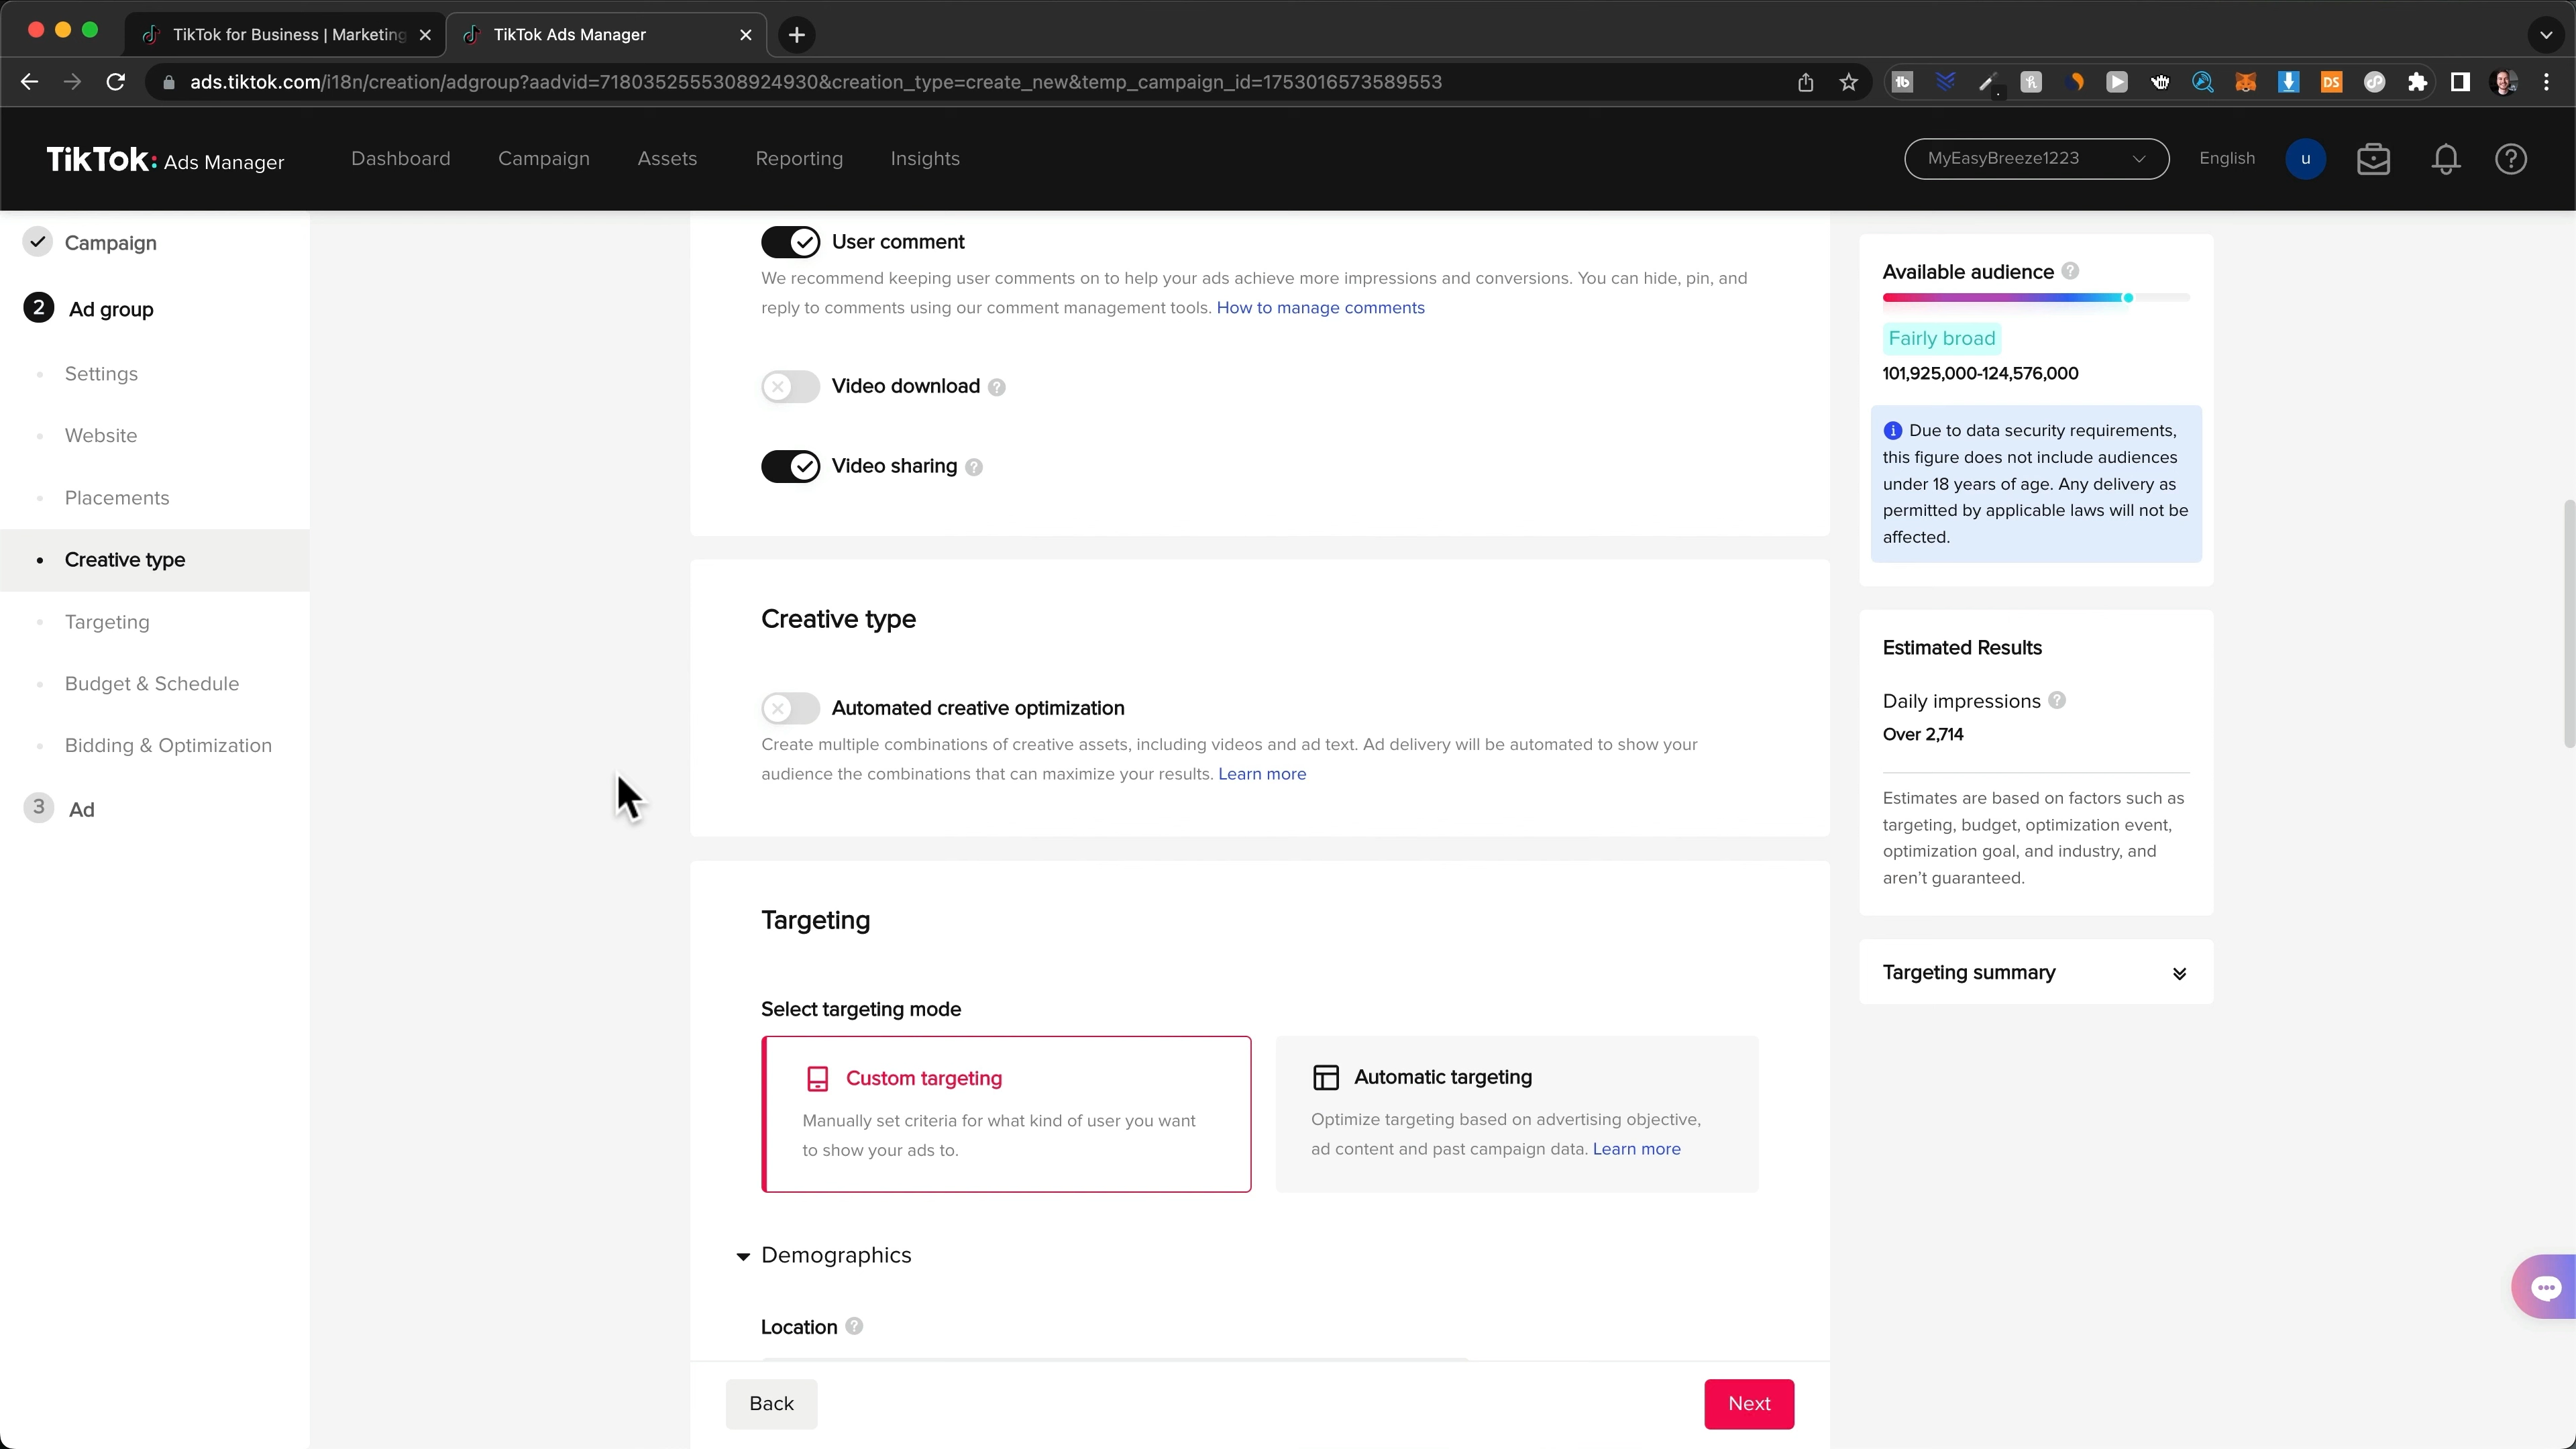 TikTok for Business | Marketing
TikTok Ads Manager
ads.tiktok.com/i18n/creation/adgroup?aadvid=7180352555308924930&creation_type=create_new&temp_campaign_id=1753016573589553
TikTok: Ads Manager
Dashboard
Campaign
Assets
Reporting
Insights
MyEasyBreeze1223
English
u
Campaign
2 Ad group
Settings
Website
Placements
Creative type
Targeting
Budget & Schedule
Bidding & Optimization
3 Ad
User comment
We recommend keeping user comments on to help your ads achieve more impressions and conversions. You can hide, pin, and
reply to comments using our comment management tools. How to manage comments
Video download
Video sharing
Creative type
Automated creative optimization
Create multiple combinations of creative assets, including videos and ad text. Ad delivery will be automated to show your
audience the combinations that can maximize your results. Learn more
Targeting
Select targeting mode
Custom targeting
Manually set criteria for what kind of user you want
to show your ads to.
Automatic targeting
Optimize targeting based on advertising objective,
ad content and past campaign data. Learn more
Demographics
Location
Back
Next
Available audience
Fairly broad
101,925,000-124,576,000
Due to data security requirements,
this figure does not include audiences
under 18 years of age. Any delivery as
permitted by applicable laws will not be
affected.
Estimated Results
Daily impressions
Over 2,714
Estimates are based on factors such as
targeting, budget, optimization event,
optimization goal, and industry, and
aren't guaranteed.
Targeting summary